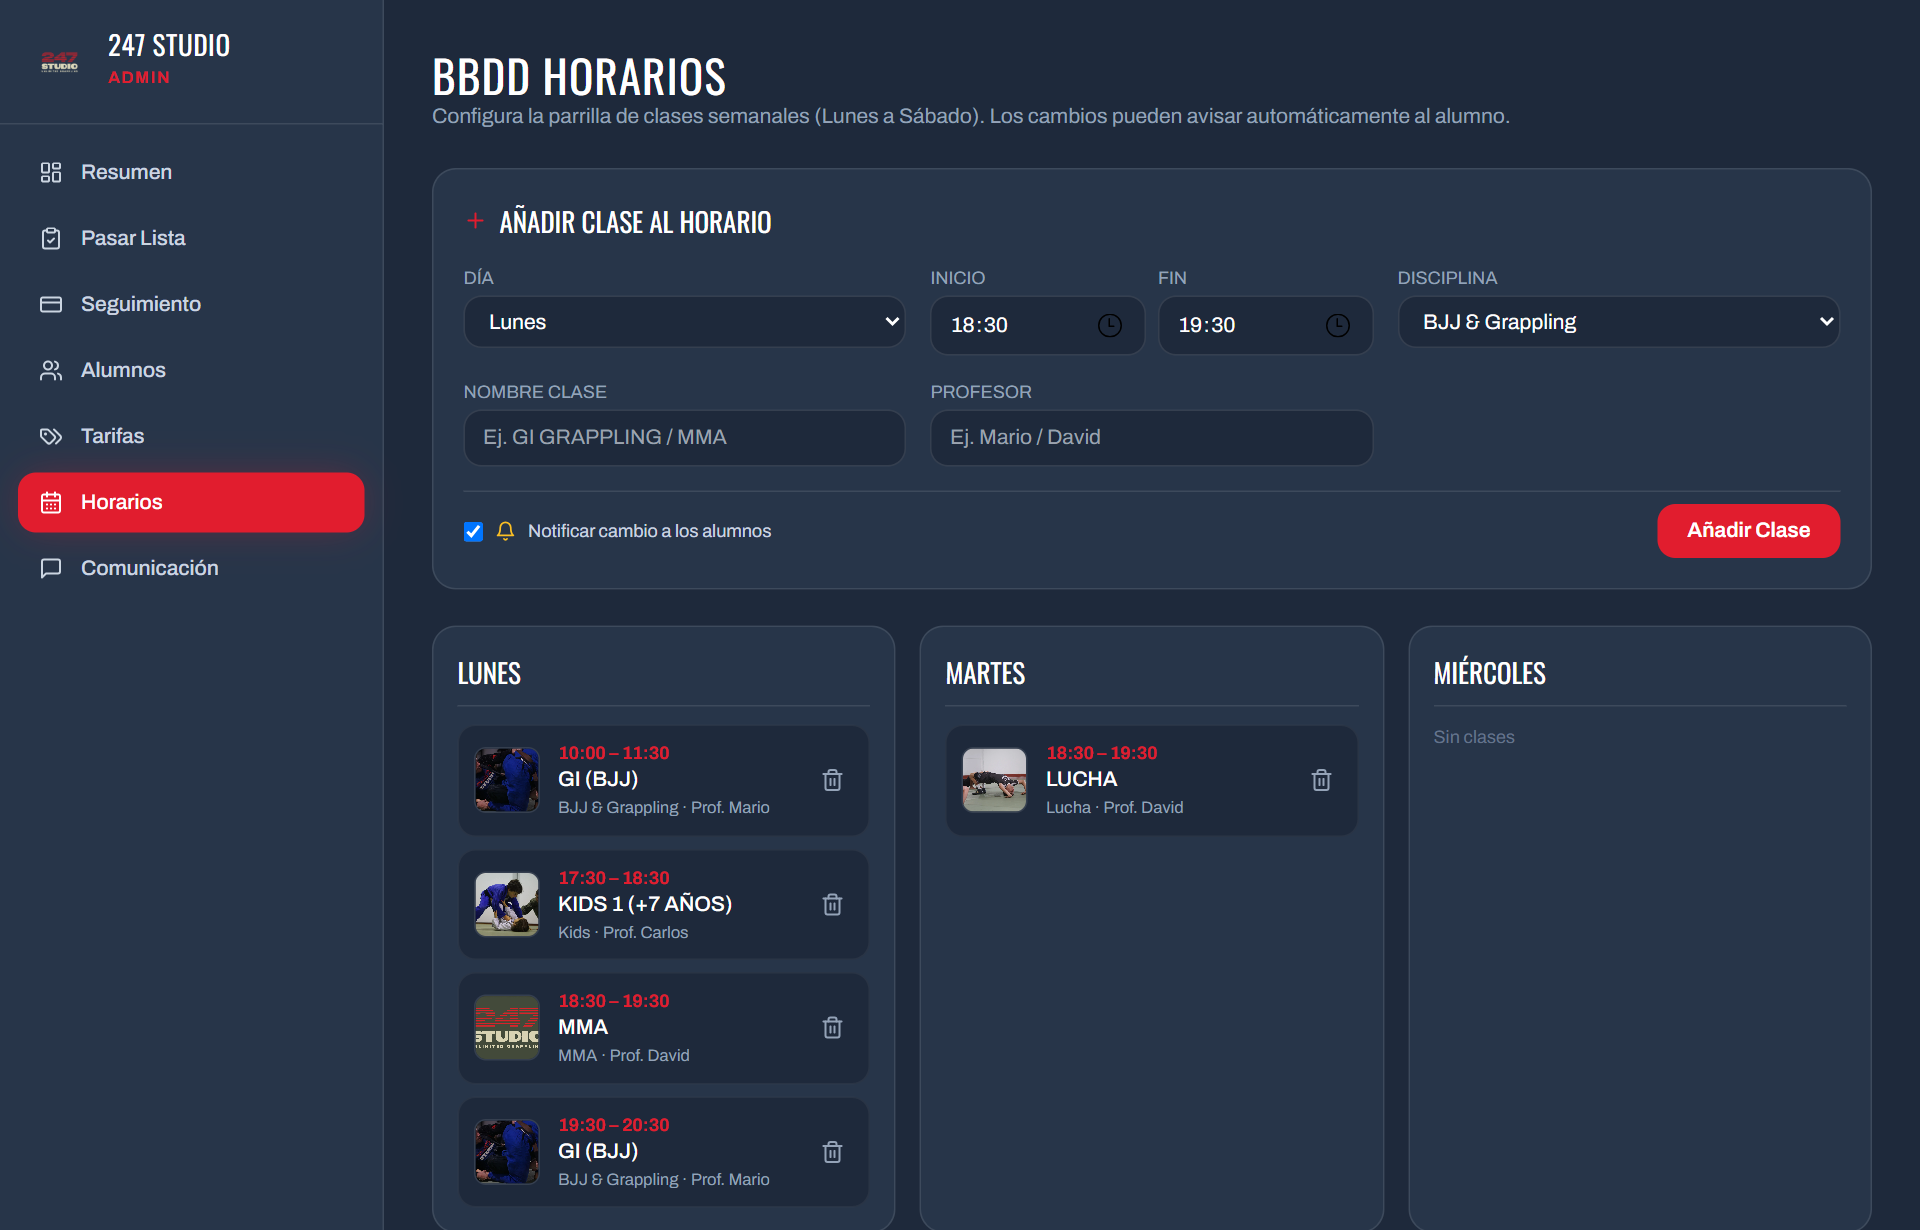 247 STUDIO
ADMIN
247
STUDIO
Resumen
Pasar Lista
Seguimiento
Alumnos
Tarifas
Horarios
Comunicación
BBDD HORARIOS
Configura la parrilla de clases semanales (Lunes a Sábado). Los cambios pueden avisar automáticamente al alumno.
+ AÑADIR CLASE AL HORARIO
DÍA
Lunes
INICIO
18:30
FIN
19:30
DISCIPLINA
BJJ & Grappling
NOMBRE CLASE
Ej. GI GRAPPLING / MMA
PROFESOR
Ej. Mario / David
Notificar cambio a los alumnos
Añadir Clase
LUNES
10:00 – 11:30
GI (BJJ)
BJJ & Grappling · Prof. Mario
17:30 – 18:30
KIDS 1 (+7 AÑOS)
Kids · Prof. Carlos
247
STUDIO
18:30 – 19:30
MMA
MMA · Prof. David
19:30 – 20:30
GI (BJJ)
BJJ & Grappling · Prof. Mario
MARTES
18:30 – 19:30
LUCHA
Lucha · Prof. David
MIÉRCOLES
Sin clases